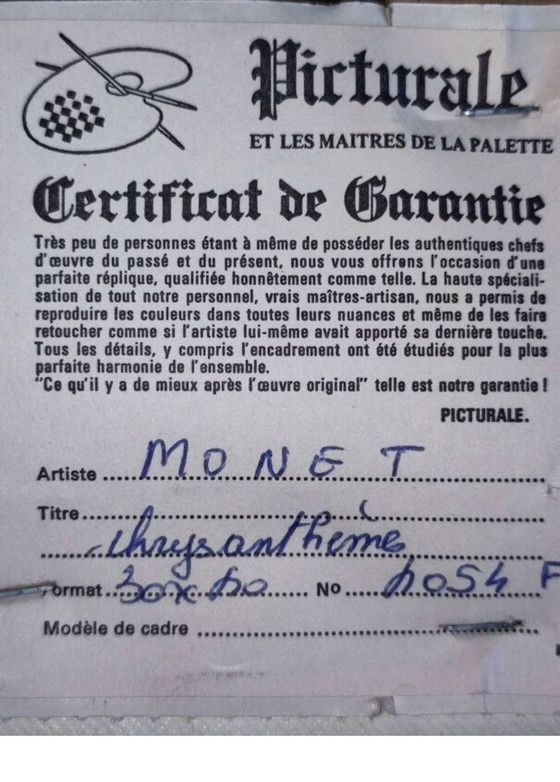 Picturale
ET LES MAITRES DE LA PALETTE
Certificat de Garantie
Très peu de personnes étant à même de posséder les authentiques chefs
d'œuvre du passé et du présent, nous vous offrons l'occasion d'une
parfaite réplique, qualifiée honnêtement comme telle. La haute spéciali-
sation de tout notre personnel, vrais maîtres-artisan, nous a permis de
reproduire les couleurs dans toutes leurs nuances et même de les faire
retoucher comme si l'artiste lui-même avait apporté sa dernière touche.
Tous les détails, y compris l'encadrement ont été étudiés pour la plus
parfaite harmonie de l'ensemble.
"Ce qu'il y a de mieux après l'œuvre original" telle est notre garantie !
PICTURALE.
Artiste ..... MONET
Titre .....
chrysanthèmes
Format ..... No .....
Modèle de cadre .....